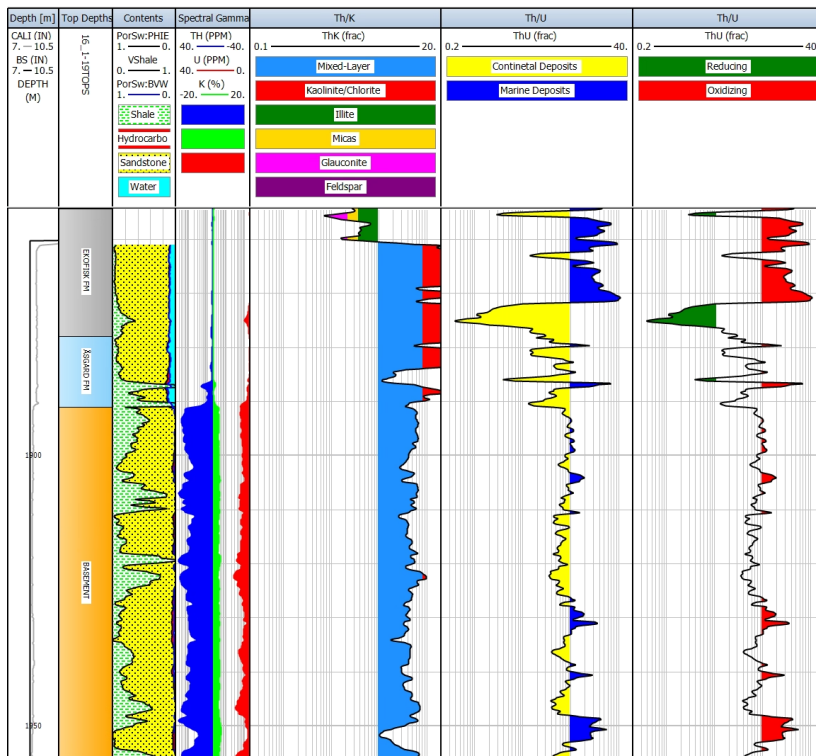 Depth [m] Top Depths Contents Spectral Gamma Th/K Th/U Th/U
CALI (IN)
7. 10.5
BS (IN)
7. 10.5
DEPTH
(M)
16_1-19TOPS
PorSw:PHIE
1. 0.
VShale
0. 1.
PorSw:BVW
1. 0.
Shale
Hydrocarbo
Sandstone
Water
TH (PPM)
40. -40.
U (PPM)
40. 0.
K (%)
-20. 20.
ThK (frac)
0.1 20.
Mixed-Layer
Kaolinite/Chlorite
Illite
Micas
Glauconite
Feldspar
ThU (frac)
0.2 40.
Continetal Deposits
Marine Deposits
ThU (frac)
0.2 40.
Reducing
Oxidizing
EKOFISK FM
ÅSGARD FM
BASEMENT
1900
1950